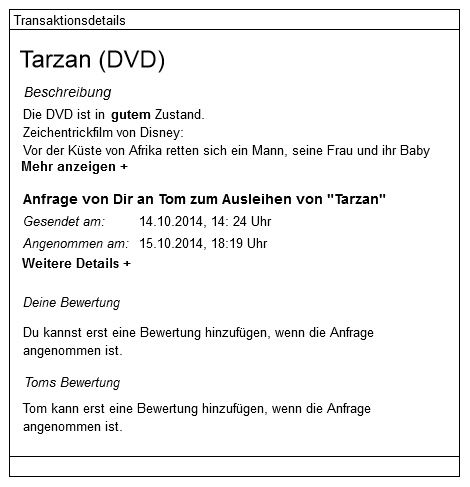 Transaktionsdetails
Tarzan (DVD)
Beschreibung
Die DVD ist in gutem Zustand.
Zeichentrickfilm von Disney:
Vor der Küste von Afrika retten sich ein Mann, seine Frau und ihr Baby
Mehr anzeigen +
Anfrage von Dir an Tom zum Ausleihen von "Tarzan"
Gesendet am: 14.10.2014, 14: 24 Uhr
Angenommen am: 15.10.2014, 18:19 Uhr
Weitere Details +
Deine Bewertung
Du kannst erst eine Bewertung hinzufügen, wenn die Anfrage
angenommen ist.
Toms Bewertung
Tom kann erst eine Bewertung hinzufügen, wenn die Anfrage
angenommen ist.